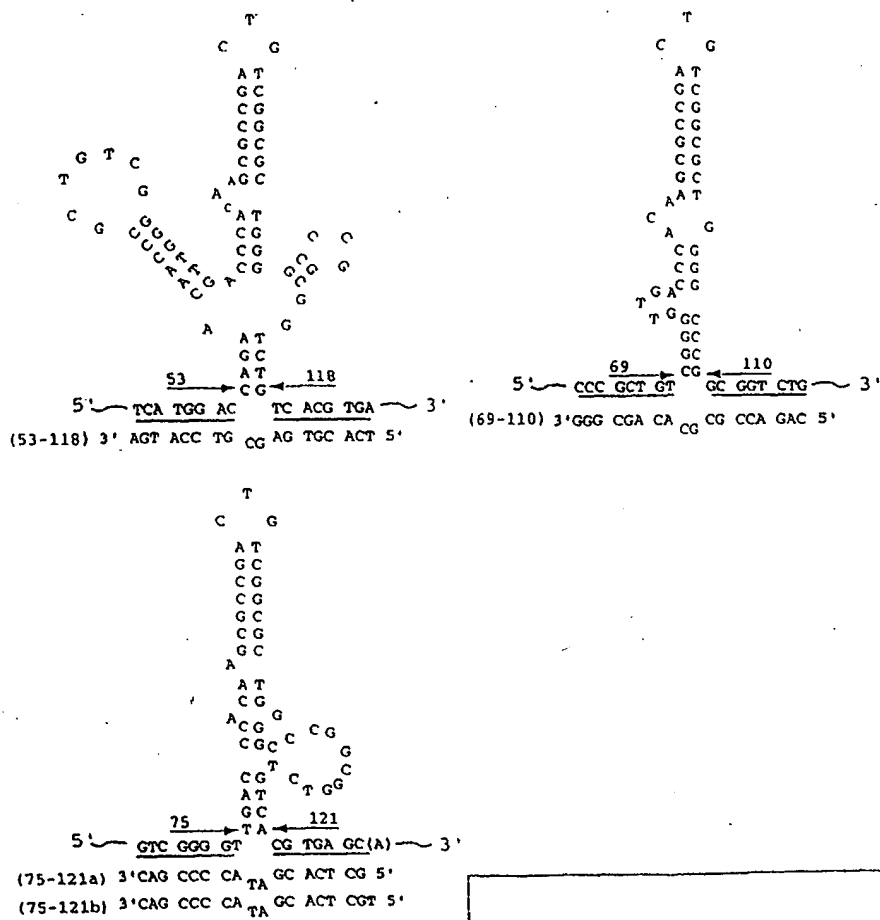 T
C G
A T
G C
C G
C G
G C
C G
A G C
A
C
A T
C G
C G
C G
G T C
T G
C G
G G G T T G
C C C A A C
A
A
C C
C G
G G
C C
G
G
A T
G C
A T
53 118
C G
5' TCA TGG AC TC ACG TGA 3'
(53-118) 3' AGT ACC TG CG AG TGC ACT 5'
T
C G
A T
G C
C G
C G
G C
C G
G C
A T
A
C G
A G
C G
C G
G A C G
T T G G C
G C
G C
69 110
C G
5' CCC GCT GT GC GGT CTG 3'
(69-110) 3'GGG CGA CA CG CG CCA GAC 5'
T
C G
A T
G C
C G
C G
G C
C G
G C
A
A T
C G
A C G G
C C C C G
T G
C G C
A T C T G G
G C
75 121
T A
5' GTC GGG GT CG TGA GC(A) 3'
(75-121a) 3'CAG CCC CA TA GC ACT CG 5'
(75-121b) 3'CAG CCC CA TA GC ACT CGT 5'